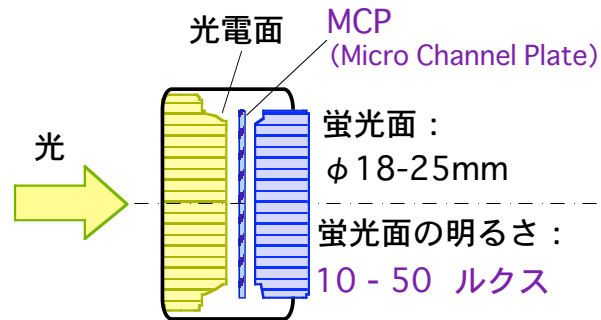 光電面
MCP
(Micro Channel Plate)
光
蛍光面：
φ18-25mm
蛍光面の明るさ：
10 - 50 ルクス